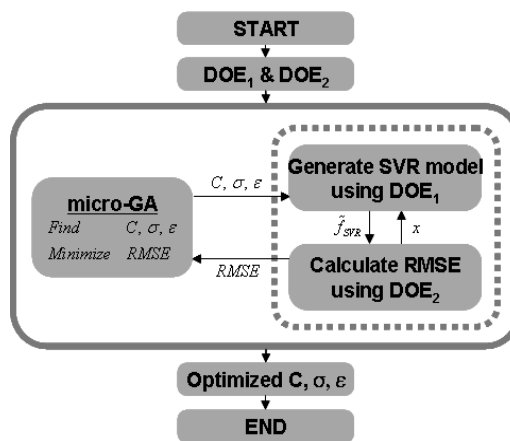 START
DOE₁ & DOE₂
micro-GA
Find C, σ, ε
Minimize RMSE
C, σ, ε
Generate SVR model
using DOE₁
f̃_SVR
x
RMSE
Calculate RMSE
using DOE₂
Optimized C, σ, ε
END